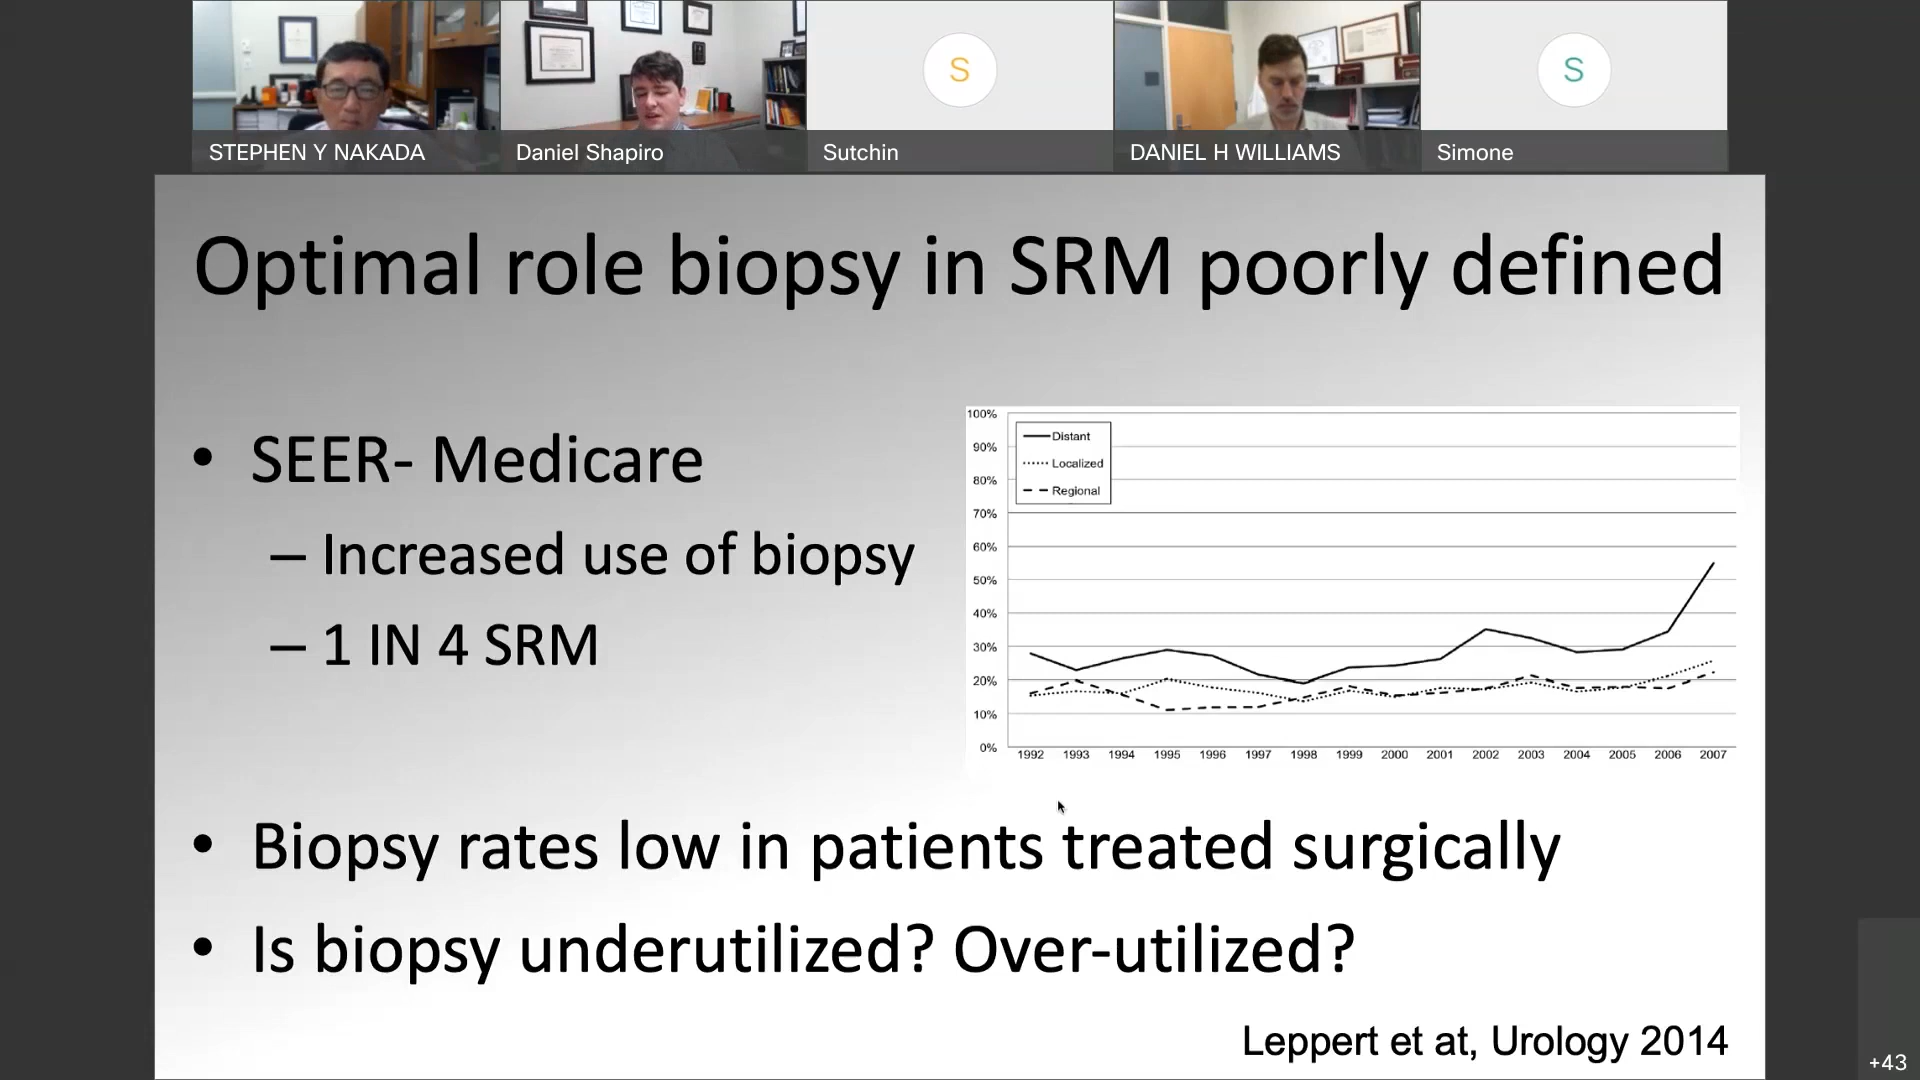 S
S
STEPHEN Y NAKADA
Daniel Shapiro
Sutchin
DANIEL H WILLIAMS
Simone
Optimal role biopsy in SRM poorly defined
• SEER- Medicare
– Increased use of biopsy
– 1 IN 4 SRM
100%
90%
80%
70%
60%
50%
40%
30%
20%
10%
0%
Distant
Localized
Regional
1992 1993 1994 1995 1996 1997 1998 1999 2000 2001 2002 2003 2004 2005 2006 2007
• Biopsy rates low in patients treated surgically
• Is biopsy underutilized? Over-utilized?
Leppert et at, Urology 2014
+43